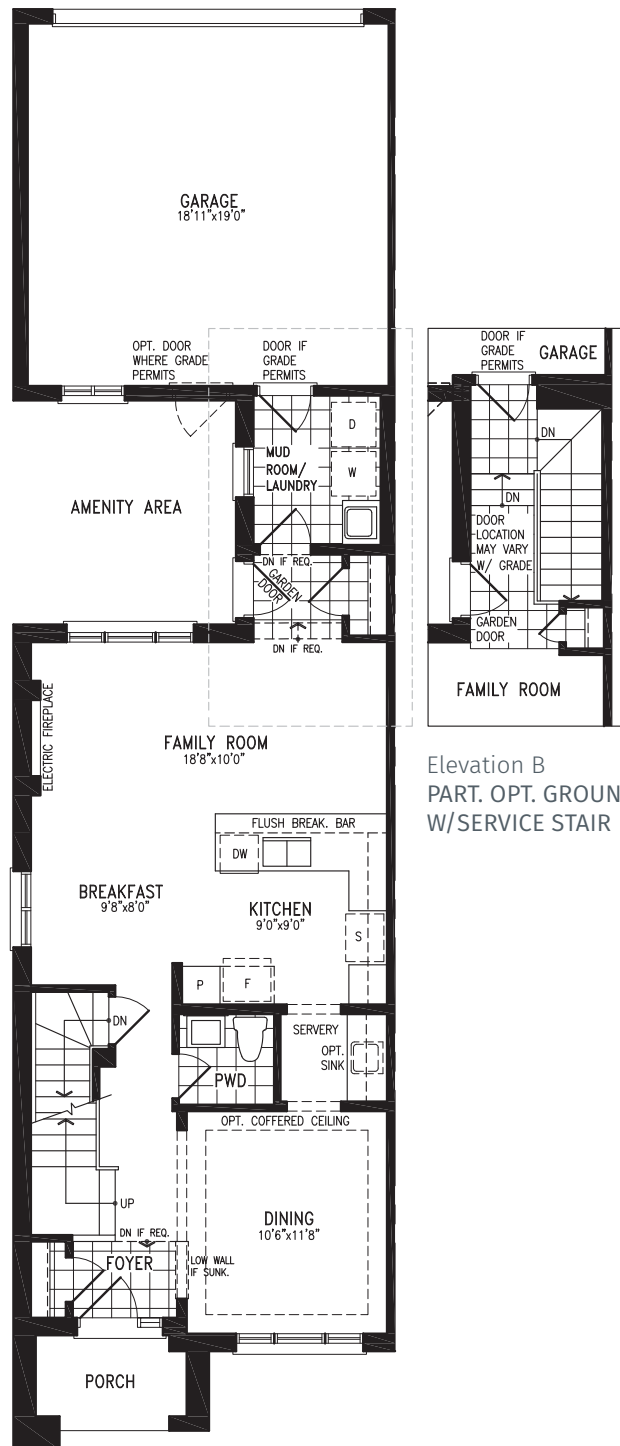 GARAGE
18'11"x19'0"
OPT. DOOR
WHERE GRADE
PERMITS
DOOR IF
GRADE
PERMITS
D
MUD
ROOM/
LAUNDRY
W
AMENITY AREA
DN IF REQ.
GARDEN
DOOR
DN IF REQ.
ELECTRIC FIREPLACE
FAMILY ROOM
18'8"x10'0"
FLUSH BREAK. BAR
DW
BREAKFAST
9'8"x8'0"
KITCHEN
9'0"x9'0"
S
P
F
DN
SERVERY
OPT.
SINK
PWD
OPT. COFFERED CEILING
UP
DINING
10'6"x11'8"
DN IF REQ.
FOYER
LOW WALL
IF SUNK.
PORCH
DOOR IF
GRADE
PERMITS
GARAGE
DN
DN
DOOR
LOCATION
MAY VARY
W/ GRADE
GARDEN
DOOR
FAMILY ROOM
Elevation B
PART. OPT. GROUN
W/SERVICE STAIR